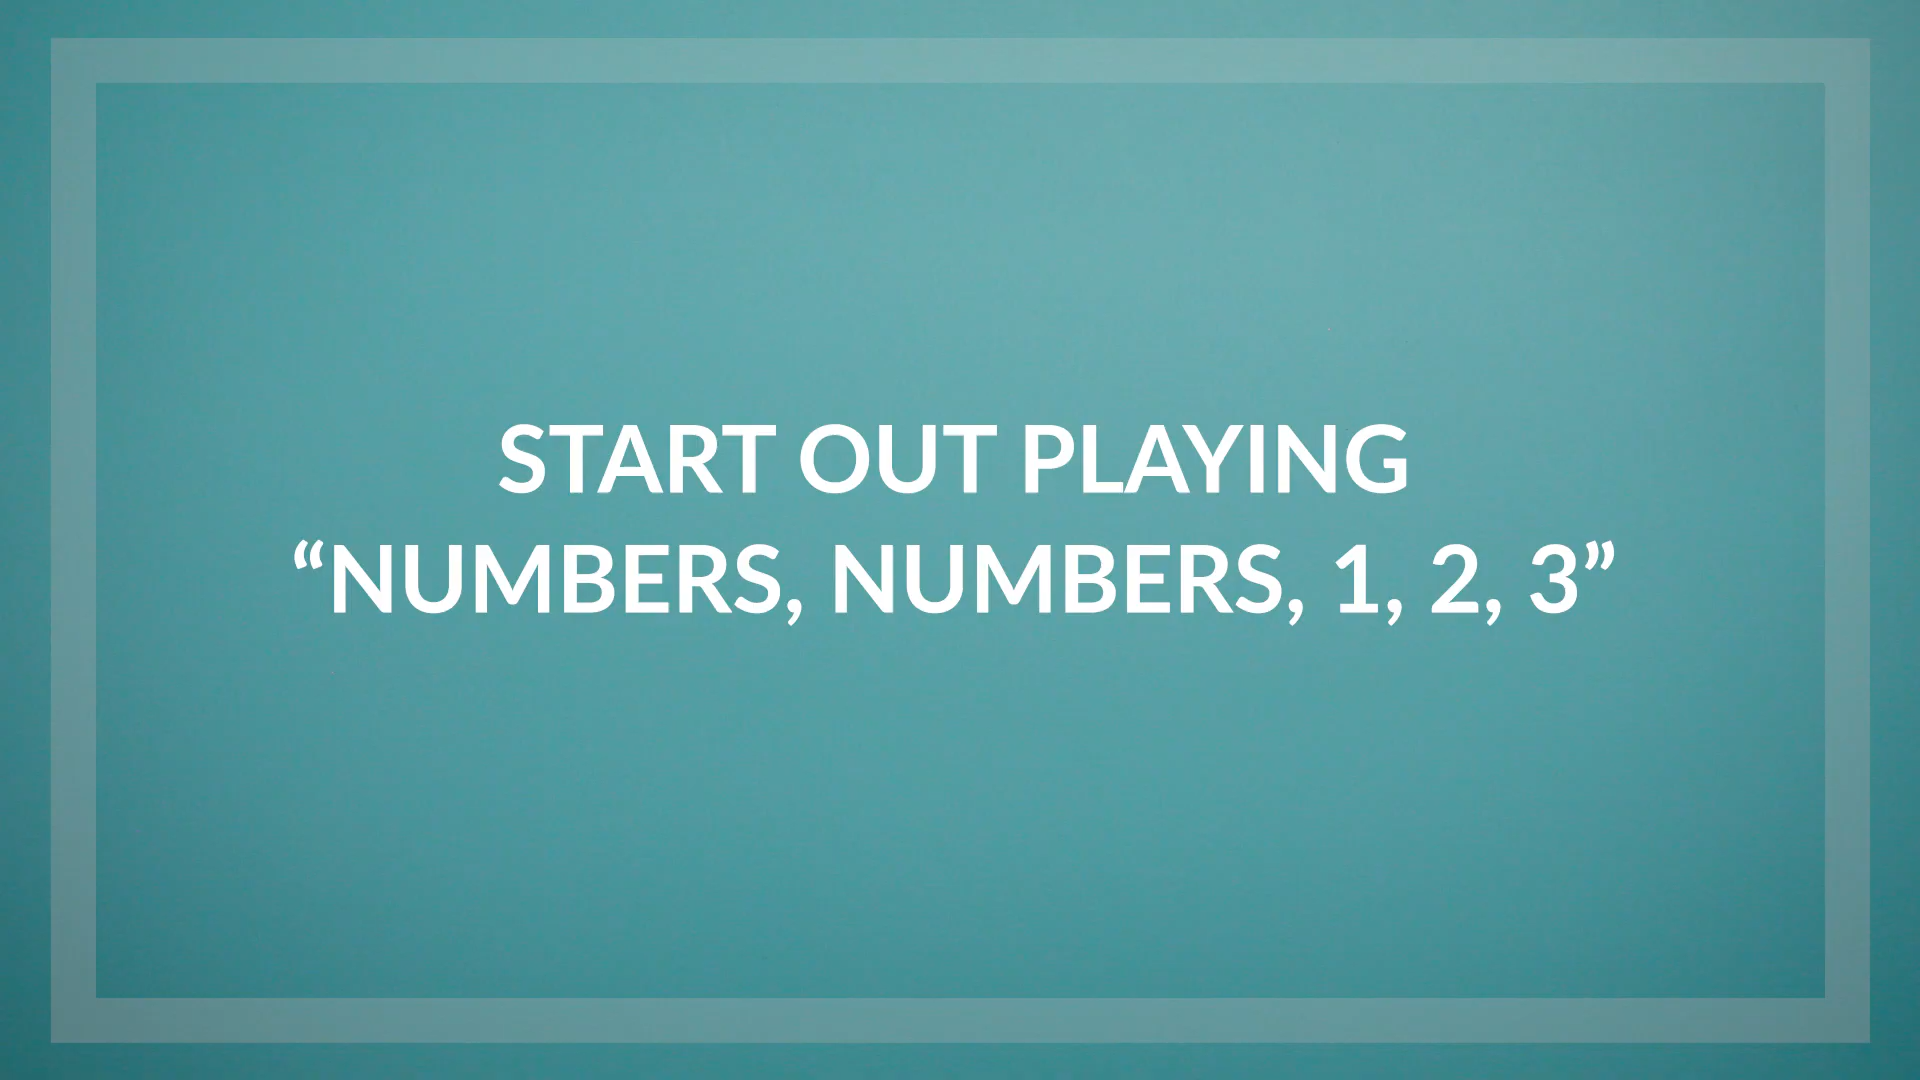 START OUT PLAYING
“NUMBERS, NUMBERS, 1, 2, 3”